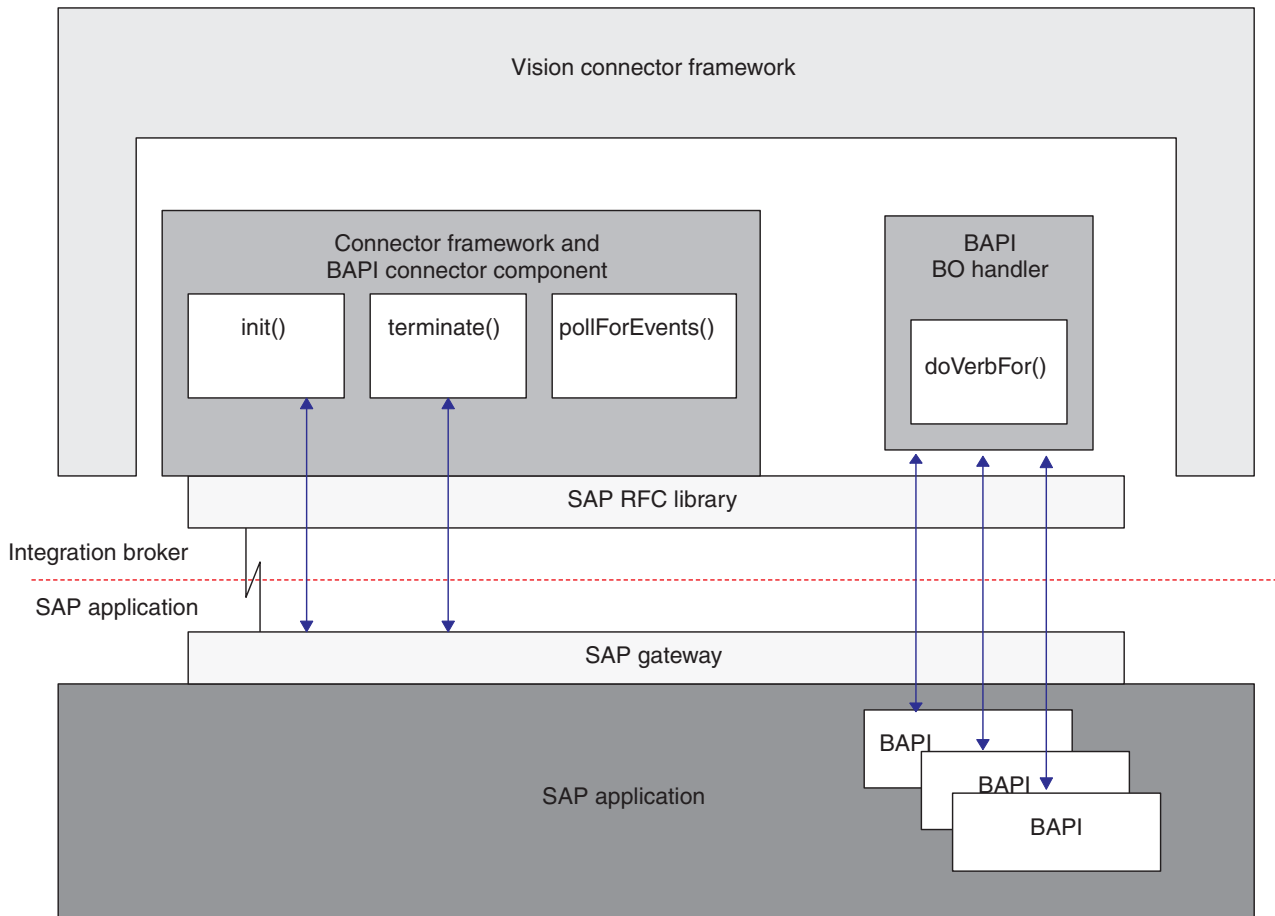 Vision connector framework
Connector framework and
BAPI connector component
init()
terminate()
pollForEvents()
BAPI
BO handler
doVerbFor()
SAP RFC library
Integration broker
SAP application
SAP gateway
SAP application
BAPI
BAPI
BAPI